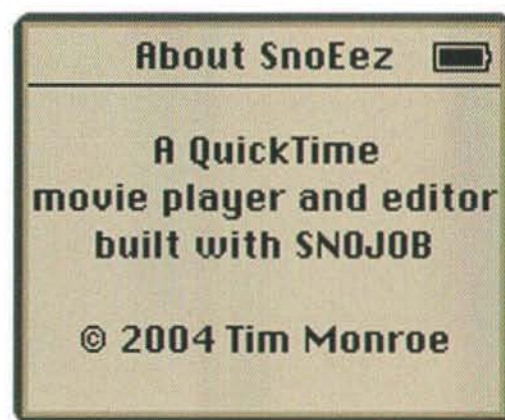 About SnoEez
A QuickTime
movie player and editor
built with SNOJOB
© 2004 Tim Monroe